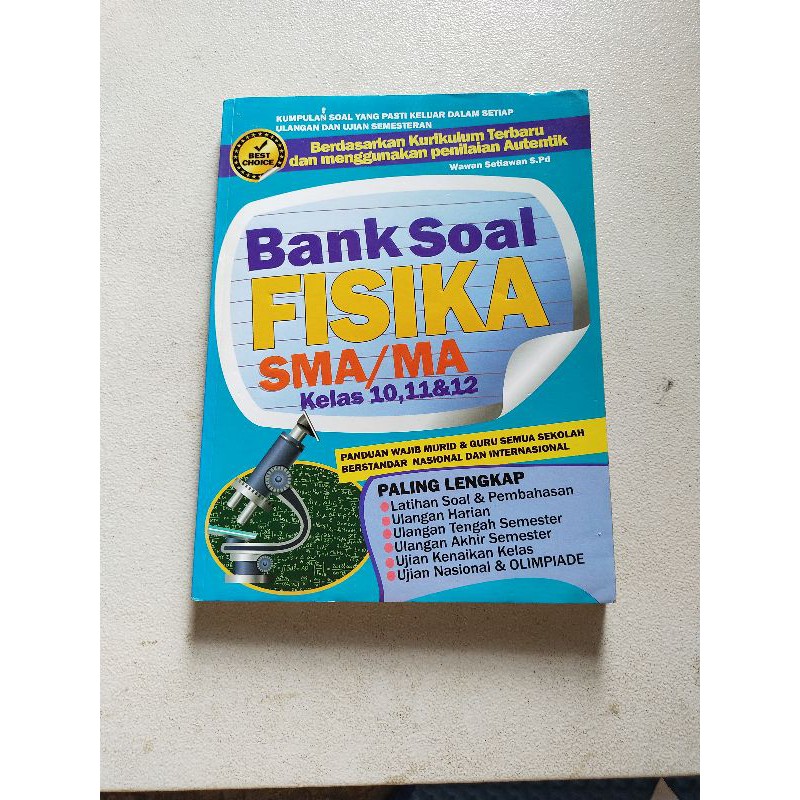 KUMPULAN SOAL YANG PASTI KELUAR DALAM SETIAP
ULANGAN DAN UJIAN SEMESTERAN
BEST
CHOICE
Berdasarkan Kurikulum Terbaru
dan menggunakan penilaian Autentik
Wawan Setiawan S.Pd
Bank Soal
FISIKA
SMA/MA
Kelas 10,11&12
PANDUAN WAJIB MURID & GURU SEMUA SEKOLAH
BERSTANDAR NASIONAL DAN INTERNASIONAL
PALING LENGKAP
Latihan Soal & Pembahasan
Ulangan Harian
Ulangan Tengah Semester
Ulangan Akhir Semester
Ujian Kenaikan Kelas
Ujian Nasional & OLIMPIADE